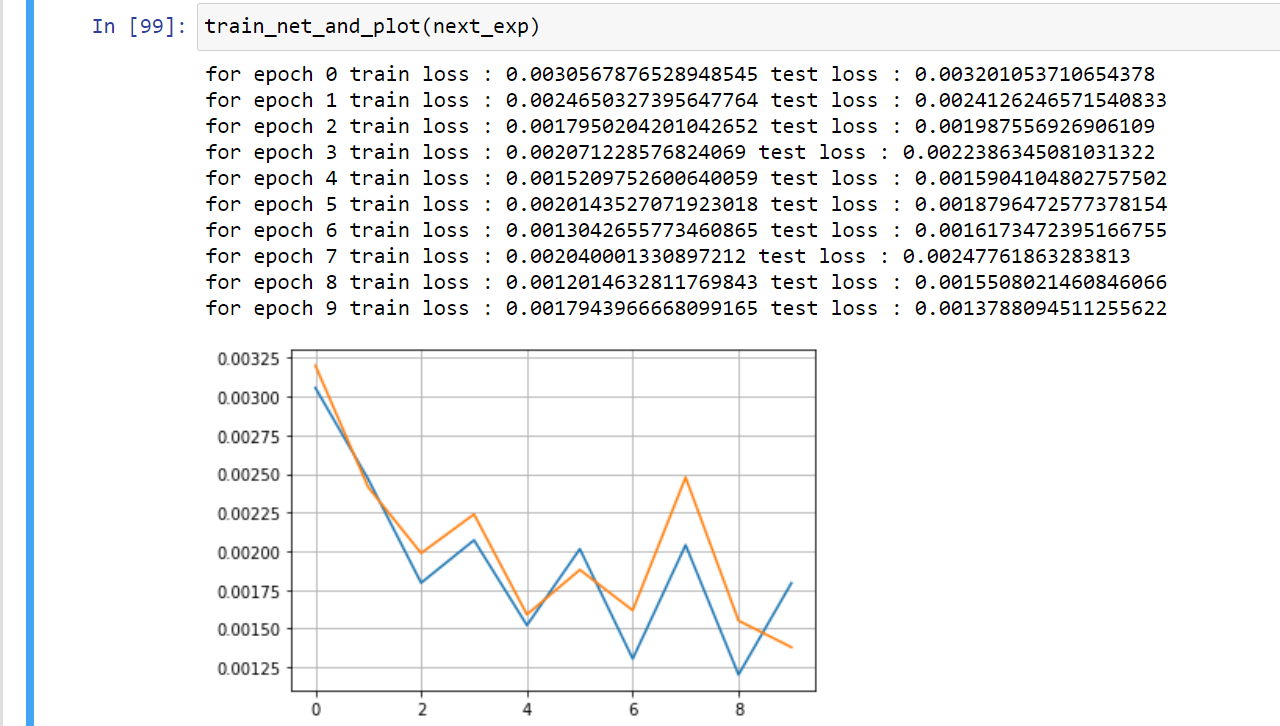 In [99]: train_net_and_plot(next_exp)
for epoch 0 train loss : 0.0030567876528948545 test loss : 0.003201053710654378
for epoch 1 train loss : 0.0024650327395647764 test loss : 0.0024126246571540833
for epoch 2 train loss : 0.0017950204201042652 test loss : 0.001987556926906109
for epoch 3 train loss : 0.002071228576824069 test loss : 0.0022386345081031322
for epoch 4 train loss : 0.0015209752600640059 test loss : 0.0015904104802757502
for epoch 5 train loss : 0.0020143527071923018 test loss : 0.0018796472577378154
for epoch 6 train loss : 0.0013042655773460865 test loss : 0.0016173472395166755
for epoch 7 train loss : 0.002040001330897212 test loss : 0.00247761863283813
for epoch 8 train loss : 0.0012014632811769843 test loss : 0.0015508021460846066
for epoch 9 train loss : 0.0017943966668099165 test loss : 0.0013788094511255622
0.00325
0.00300
0.00275
0.00250
0.00225
0.00200
0.00175
0.00150
0.00125
0 2 4 6 8